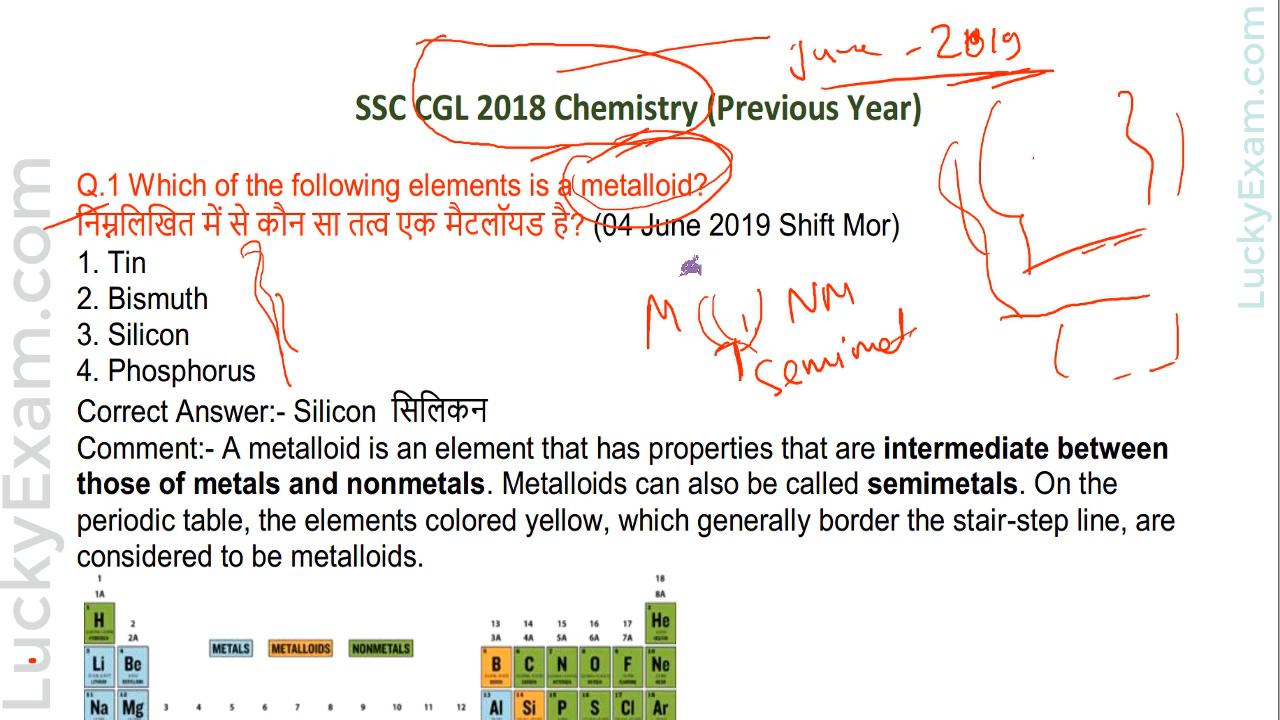 June - 2019
SSC CGL 2018 Chemistry (Previous Year)
Q.1 Which of the following elements is a metalloid?
निम्नलिखित में से कौन सा तत्व एक मैटलॉयड है? (04 June 2019 Shift Mor)
1. Tin
2. Bismuth
3. Silicon
4. Phosphorus
M NM
Semimet
Correct Answer:- Silicon सिलिकन
Comment:- A metalloid is an element that has properties that are intermediate between
those of metals and nonmetals. Metalloids can also be called semimetals. On the
periodic table, the elements colored yellow, which generally border the stair-step line, are
considered to be metalloids.
1 18
1A 8A
H He
2 13 14 15 16 17
2A 3A 4A 5A 6A 7A
METALS METALLOIDS NONMETALS
Li Be B C N O F Ne
Na Mg 3 4 5 6 7 8 9 10 11 12 Al Si P S Cl Ar
LuckyExam.com
LuckyExam.com